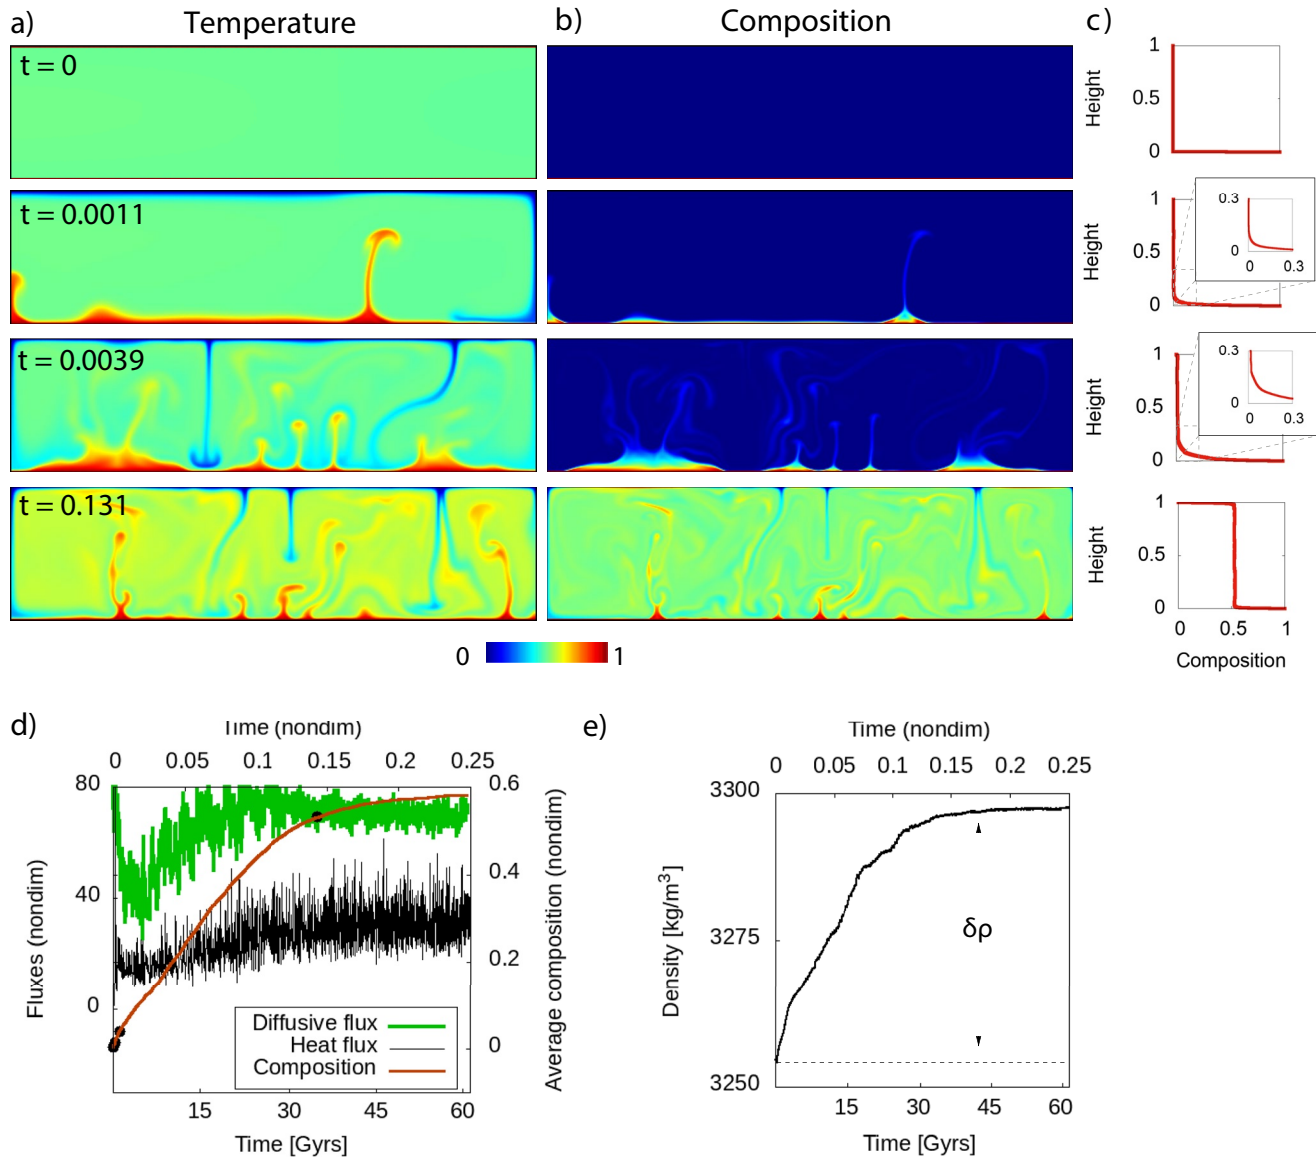 a) Temperature b) Composition c)
t = 0
1
0.5
0
Height
t = 0.0011
1
0.5
0
Height
0.3
0
0 0.3
t = 0.0039
1
0.5
0
Height
0.3
0
0 0.3
t = 0.131
1
0.5
0
Height
0 0.5 1
Composition
0 1
d)
Time (nondim)
0 0.05 0.1 0.15 0.2 0.25
80
40
0
Fluxes (nondim)
0.6
0.4
0.2
0
Average composition (nondim)
Diffusive flux
Heat flux
Composition
15 30 45 60
Time [Gyrs]
e)
Time (nondim)
0 0.05 0.1 0.15 0.2 0.25
3300
3275
3250
Density [kg/m³]
δρ
15 30 45 60
Time [Gyrs]